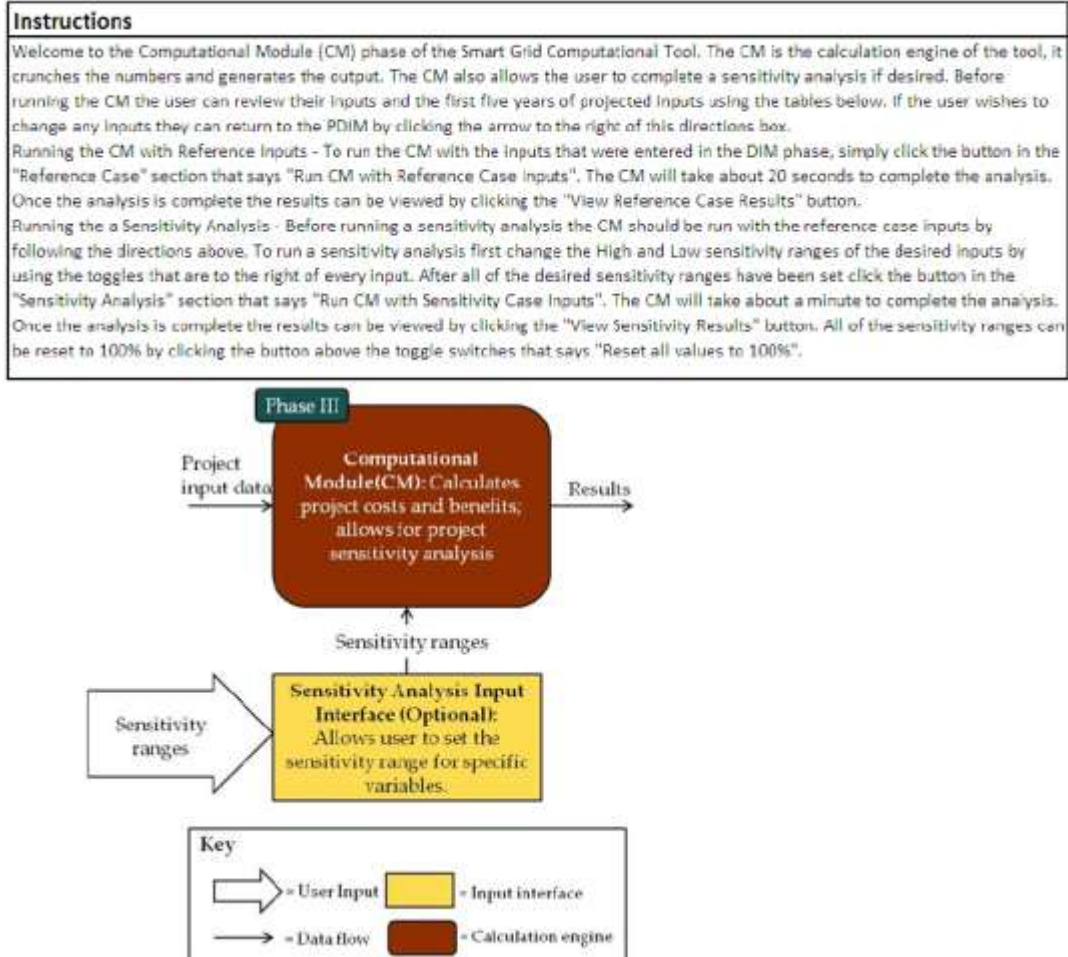 Instructions
Welcome to the Computational Module (CM) phase of the Smart Grid Computational Tool. The CM is the calculation engine of the tool, it
crunches the numbers and generates the output. The CM also allows the user to complete a sensitivity analysis if desired. Before
running the CM the user can review their inputs and the first five years of projected inputs using the tables below. If the user wishes to
change any inputs they can return to the PDIM by clicking the arrow to the right of this directions box.
Running the CM with Reference Inputs - To run the CM with the inputs that were entered in the DIM phase, simply click the button in the
"Reference Case" section that says "Run CM with Reference Case Inputs". The CM will take about 20 seconds to complete the analysis.
Once the analysis is complete the results can be viewed by clicking the "View Reference Case Results" button.
Running the a Sensitivity Analysis - Before running a sensitivity analysis the CM should be run with the reference case inputs by
following the directions above. To run a sensitivity analysis first change the High and Low sensitivity ranges of the desired inputs by
using the toggles that are to the right of every input. After all of the desired sensitivity ranges have been set click the button in the
"Sensitivity Analysis" section that says "Run CM with Sensitivity Case Inputs". The CM will take about a minute to complete the analysis.
Once the analysis is complete the results can be viewed by clicking the "View Sensitivity Results" button. All of the sensitivity ranges can
be reset to 100% by clicking the button above the toggle switches that says "Reset all values to 100%".
Phase III
Project
input data
Computational
Module(CM): Calculates
project costs and benefits;
allows for project
sensitivity analysis
Results
Sensitivity ranges
Sensitivity
ranges
Sensitivity Analysis Input
Interface (Optional):
Allows user to set the
sensitivity range for specific
variables.
Key
= User Input
= Input interface
= Data flow
= Calculation engine